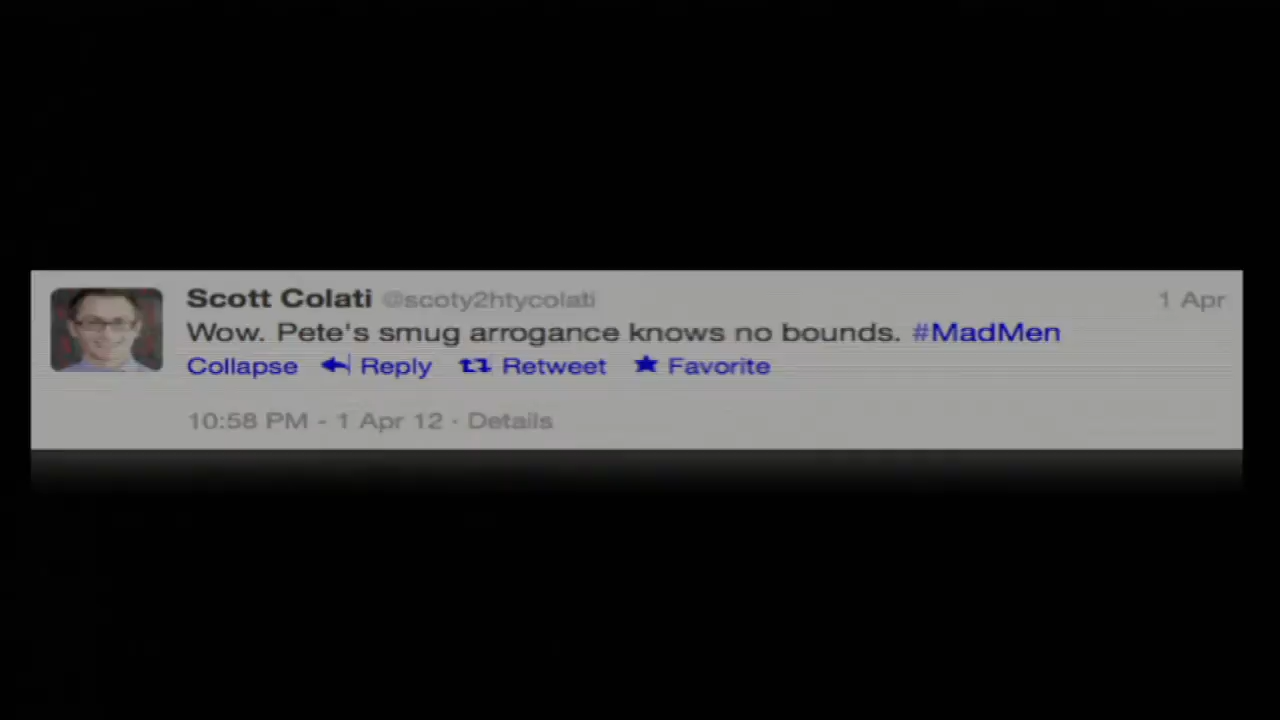 Scott Colati @scoty2htycolati 1 Apr
Wow. Pete's smug arrogance knows no bounds. #MadMen
Collapse Reply Retweet Favorite
10:58 PM - 1 Apr 12 · Details